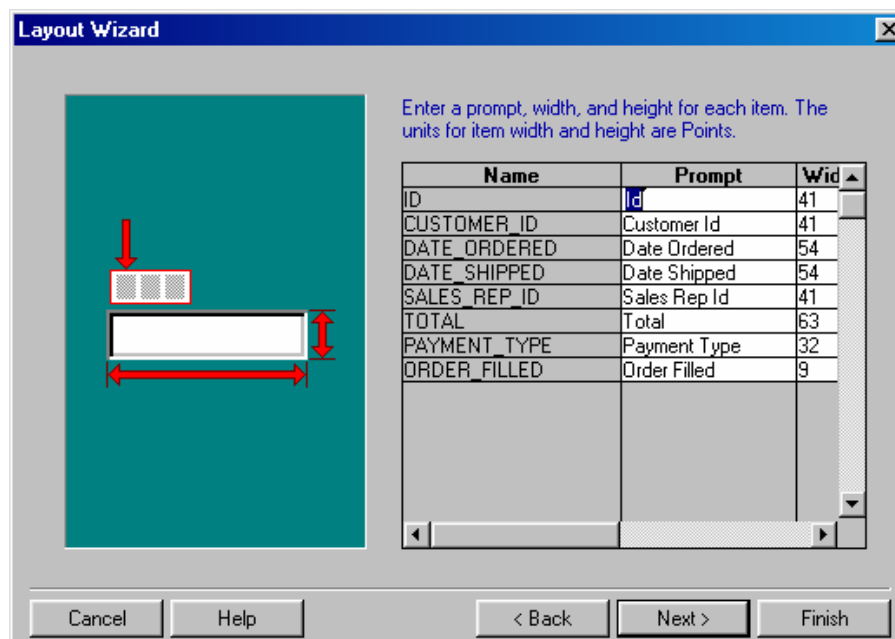 Layout Wizard
Enter a prompt, width, and height for each item. The
units for item width and height are Points.
Name Prompt Wid
ID Id 41
CUSTOMER_ID Customer Id 41
DATE_ORDERED Date Ordered 54
DATE_SHIPPED Date Shipped 54
SALES_REP_ID Sales Rep Id 41
TOTAL Total 63
PAYMENT_TYPE Payment Type 32
ORDER_FILLED Order Filled 9
Cancel Help < Back Next > Finish